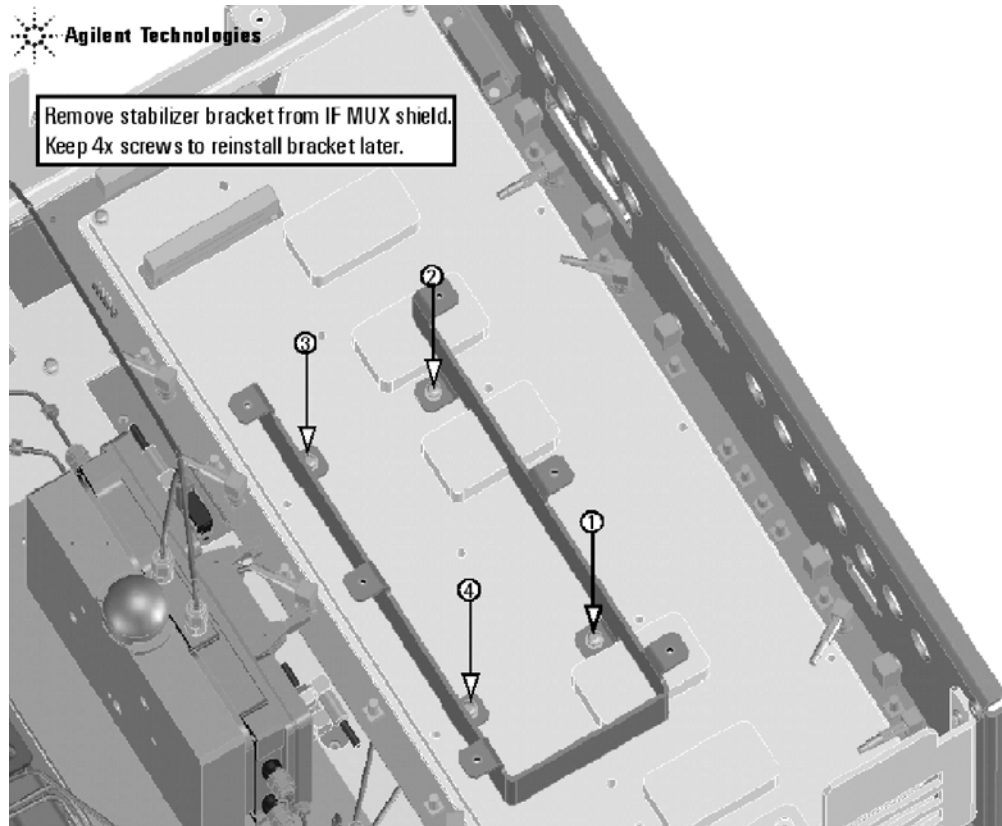 Agilent Technologies
Remove stabilizer bracket from IF MUX shield.
Keep 4x screws to reinstall bracket later.
2
3
1
4